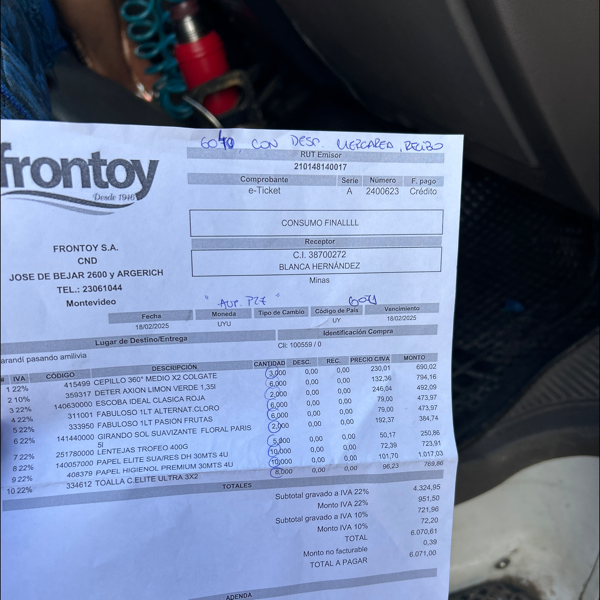 CON DESC.
frontoy
Desde 1946
RUT Emisor
210148140017
Comprobante Serie Número F. pago
e-Ticket A 2400623 Crédito
CONSUMO FINALLLL
Receptor
C.I. 38700272
BLANCA HERNÁNDEZ
Minas
FRONTOY S.A.
CND
JOSE DE BEJAR 2600 y ARGERICH
TEL.: 23061044
Montevideo
6071
Fecha Moneda Tipo de Cambio Código de País Vencimiento
18/02/2025 UYU UY 18/02/2025
Lugar de Destino/Entrega Identificación Compra
arandi pasando amilivia Cli: 100559 / 0
# IVA CÓDIGO DESCRIPCIÓN CANTIDAD DESC. REC. PRECIO C/IVA MONTO
1 22% 415499 CEPILLO 360° MEDIO X2 COLGATE 3,000 0,00 0,00 230,01 690,02
2 10% 359317 DETER AXION LIMON VERDE 1,35l 6,000 0,00 0,00 132,36 794,16
3 22% 140630000 ESCOBA IDEAL CLASICA ROJA 2,000 0,00 0,00 246,04 492,09
4 22% 311001 FABULOSO 1LT ALTERNAT.CLORO 6,000 0,00 0,00 79,00 473,97
5 22% 333950 FABULOSO 1LT PASION FRUTAS 6,000 0,00 0,00 79,00 473,97
6 22% 141440000 GIRANDO SOL SUAVIZANTE FLORAL PARIS 2,000 0,00 0,00 192,37 384,74
5l
7 22% 251780000 LENTEJAS TROFEO 400G 5,000 0,00 0,00 50,17 250,86
8 22% 140057000 PAPEL ELITE SUA/RES DH 30MTS 4U 10,000 0,00 0,00 72,39 723,91
9 22% 408379 PAPEL HIGIENOL PREMIUM 30MTS 4U 10,000 0,00 0,00 101,70 1,017,03
10 22% 334612 TOALLA C.ELITE ULTRA 3X2 8,000 0,00 0,00 96,23 769,86
TOTALES
Subtotal gravado a IVA 22% 4.324,95
Monto IVA 22% 951,50
Subtotal gravado a IVA 10% 721,96
Monto IVA 10% 72,20
TOTAL 6.070,61
Monto no facturable 0,39
TOTAL A PAGAR 6.071,00
ADENDA